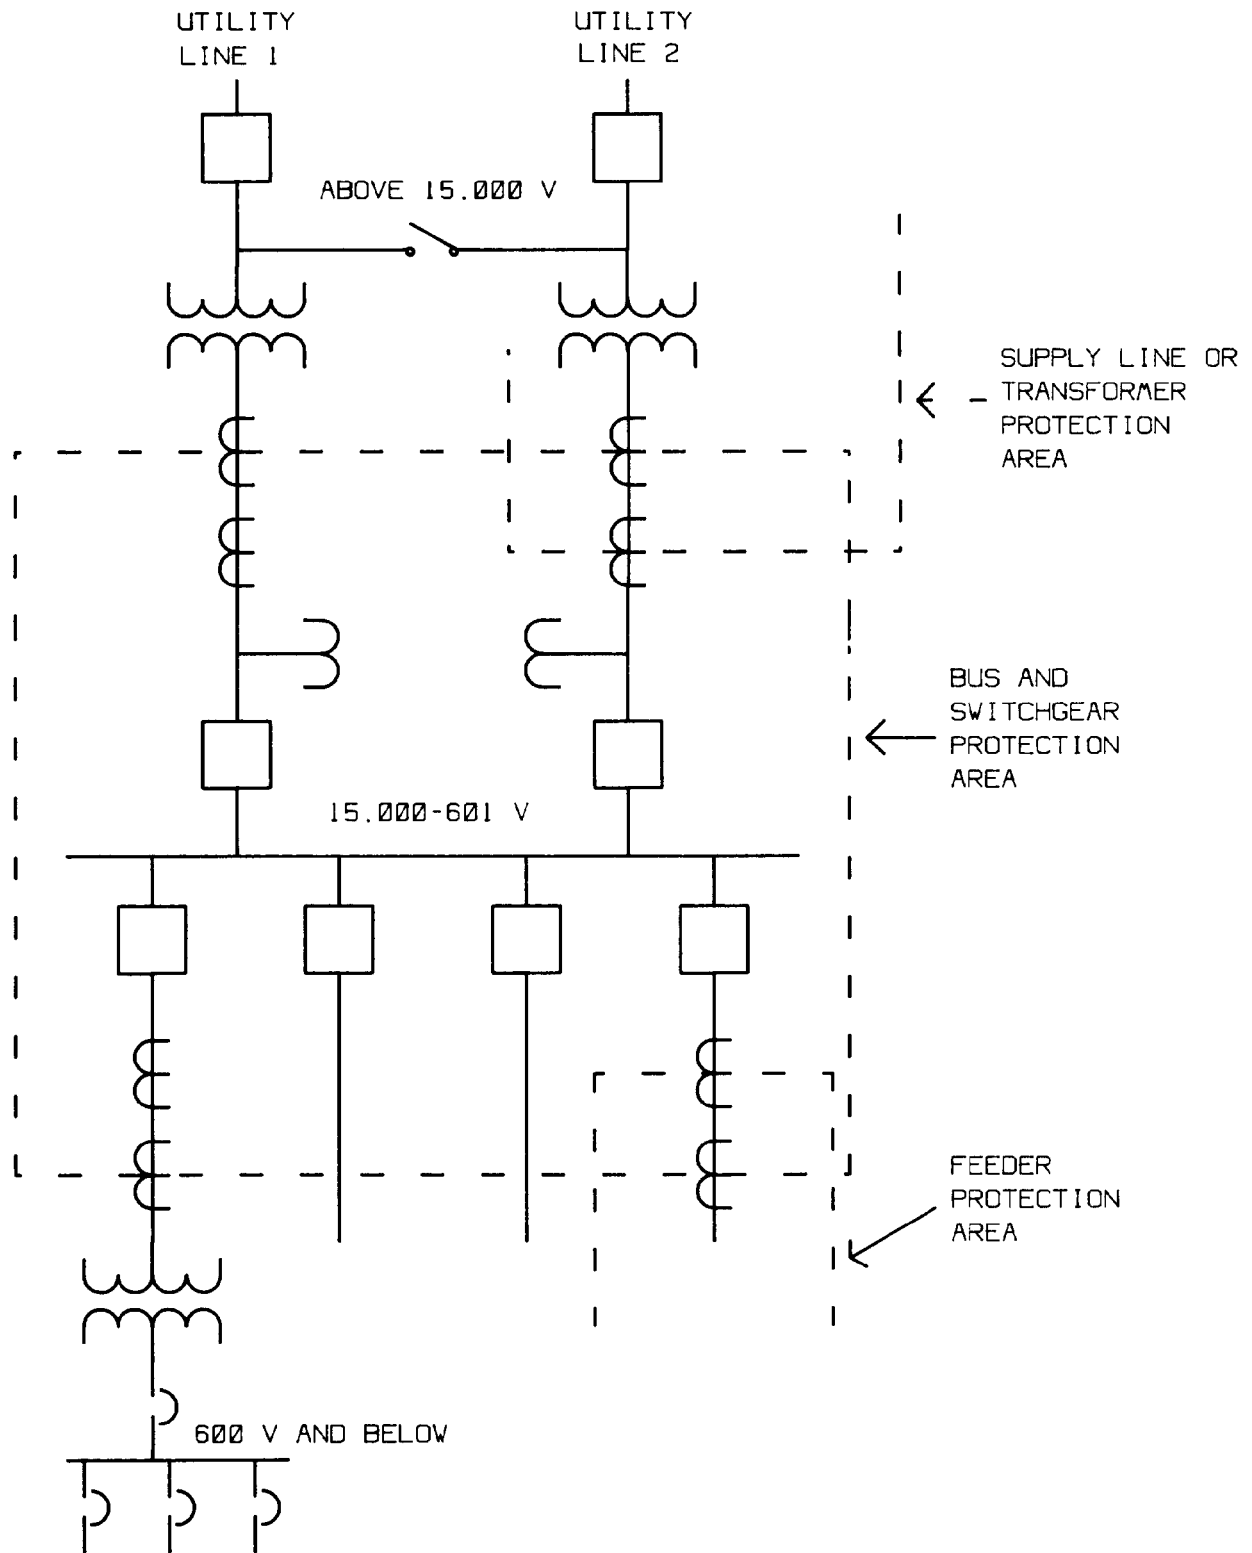 UTILITY
LINE 1
UTILITY
LINE 2
ABOVE 15.000 V
SUPPLY LINE OR
TRANSFORMER
PROTECTION
AREA
BUS AND
SWITCHGEAR
PROTECTION
AREA
15.000-601 V
FEEDER
PROTECTION
AREA
600 V AND BELOW